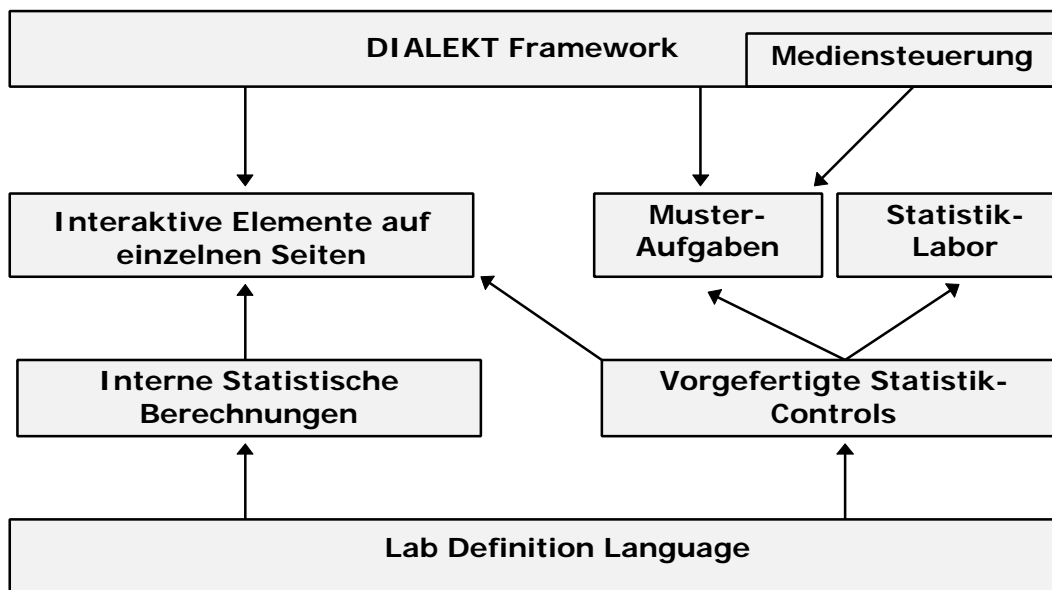 DIALEKT Framework
Mediensteuerung
Interaktive Elemente auf
einzelnen Seiten
Muster-
Aufgaben
Statistik-
Labor
Interne Statistische
Berechnungen
Vorgefertigte Statistik-
Controls
Lab Definition Language